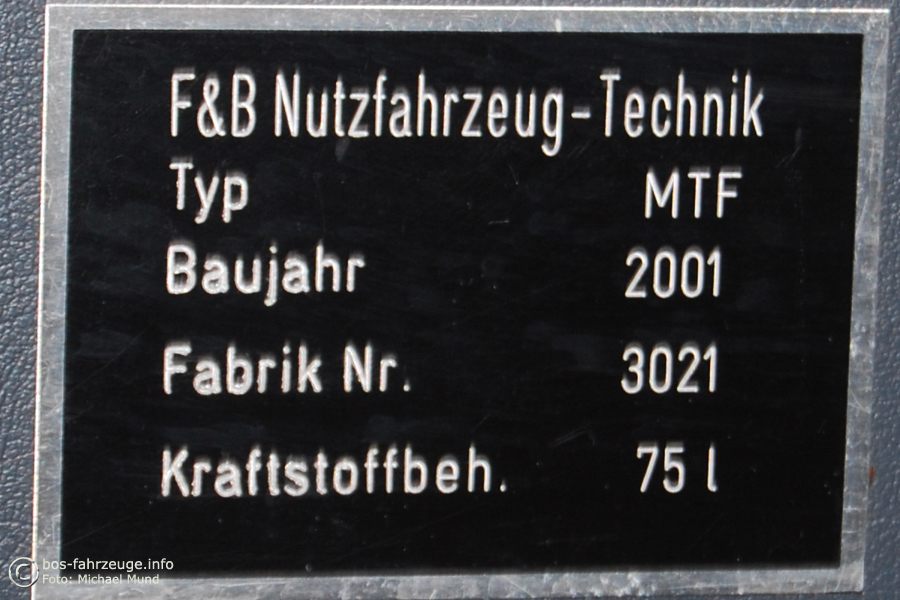 F&B Nutzfahrzeug-Technik
Typ MTF
Baujahr 2001
Fabrik Nr. 3021
Kraftstoffbeh. 75 l
© bos-fahrzeuge.info
Foto: Michael Mund